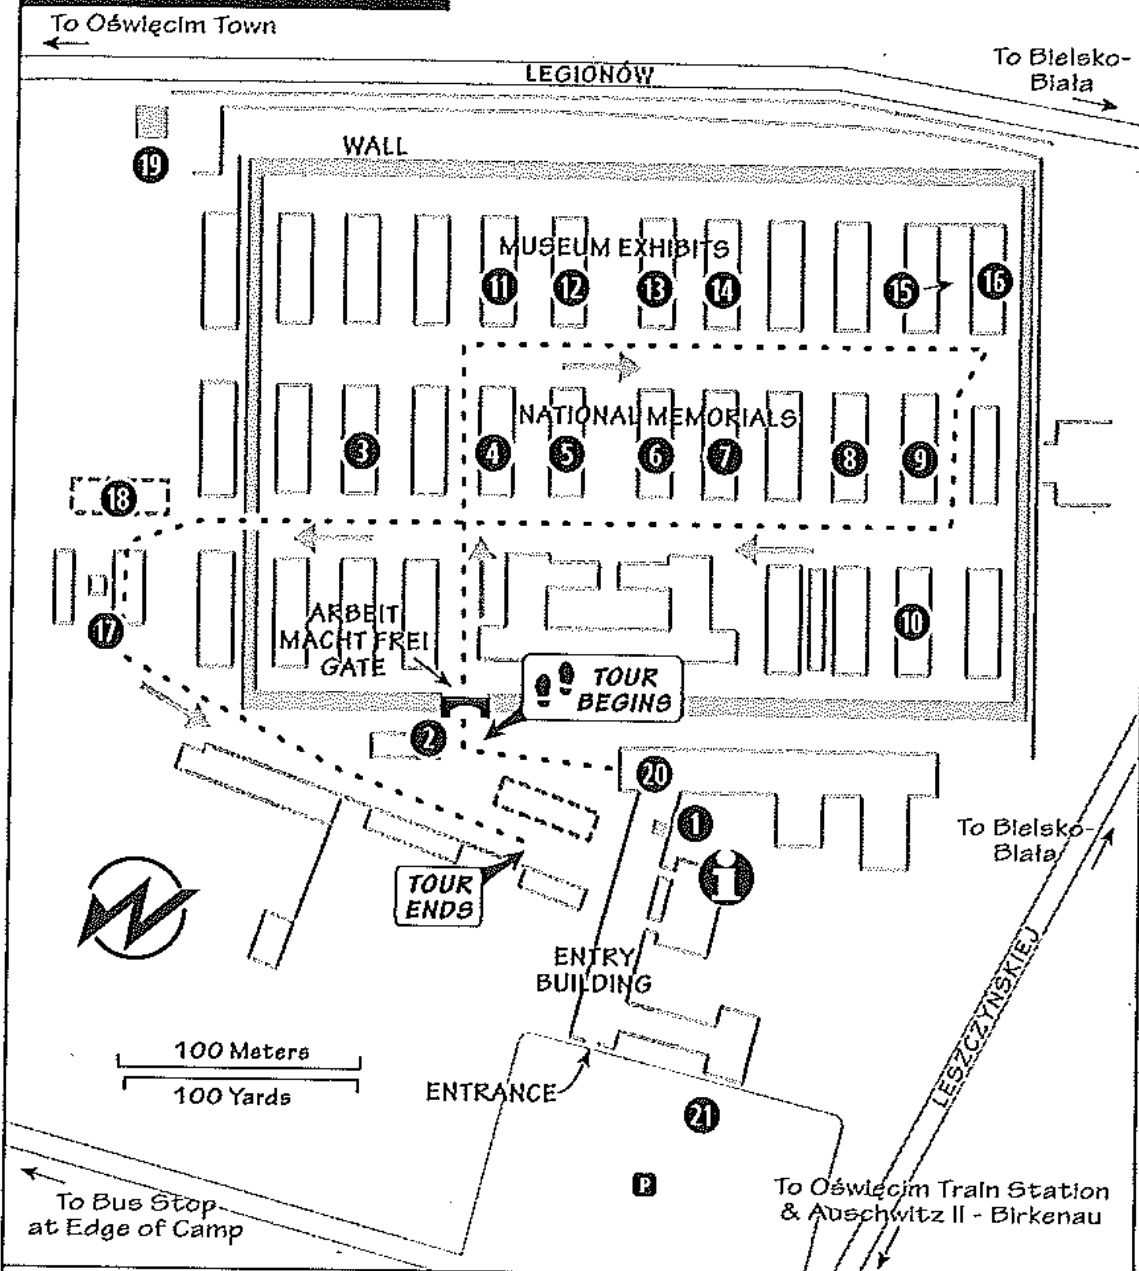 To Oświęcim Town
To Bielsko-
Biała
LEGIONÓW
19
WALL
MUSEUM EXHIBITS
11 12 13 14 15 16
NATIONAL MEMORIALS
3 4 5 6 7 8 9
18
17
10
ARBEIT
MACHT FREI
GATE
TOUR
BEGINS
2
20
1
i
To Bielsko-
Biała
TOUR
ENDS
ENTRY
BUILDING
LESZCZYŃSKIEJ
100 Meters
100 Yards
ENTRANCE
21
P
To Bus Stop
at Edge of Camp
To Oświęcim Train Station
& Auschwitz II - Birkenau